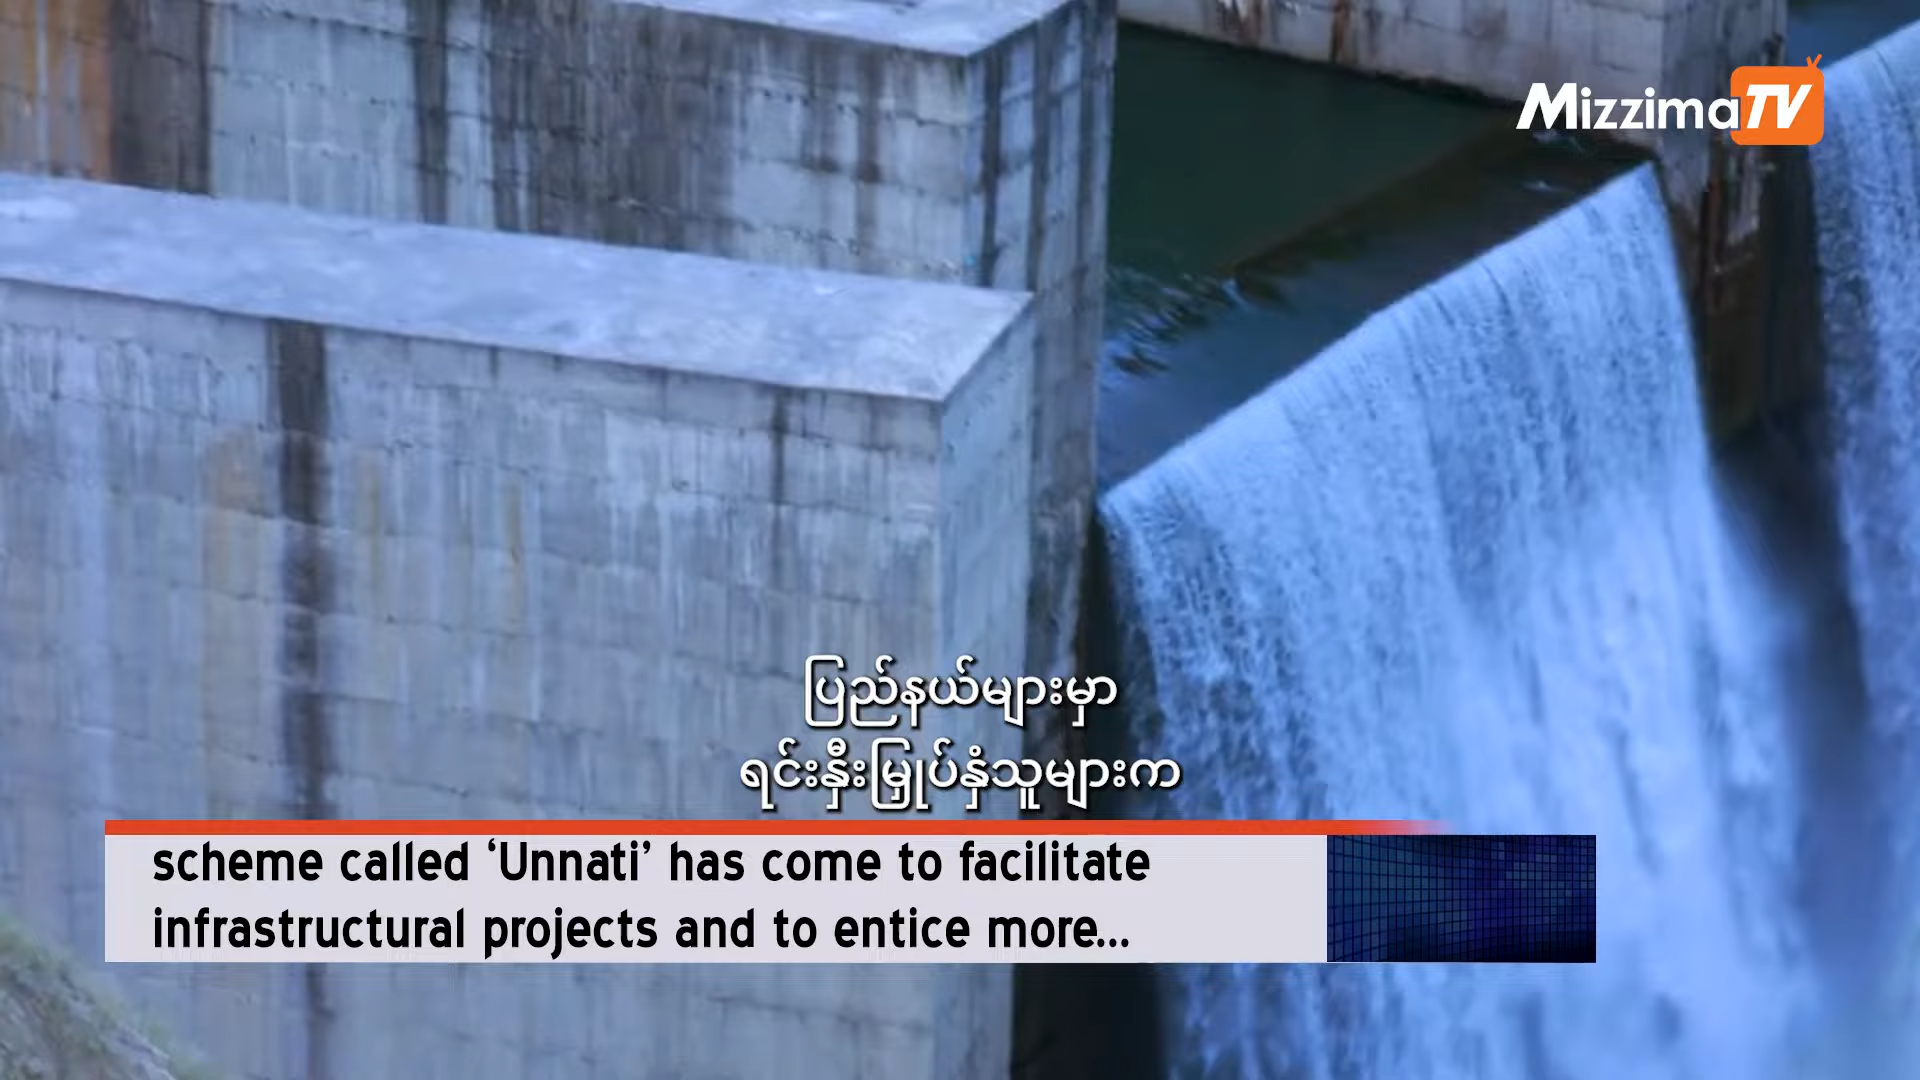 MizzimaTV
ပြည်နယ်များမှာ
ရင်းနှီးမြှုပ်နှံသူများက
scheme called ‘Unnati’ has come to facilitate
infrastructural projects and to entice more...